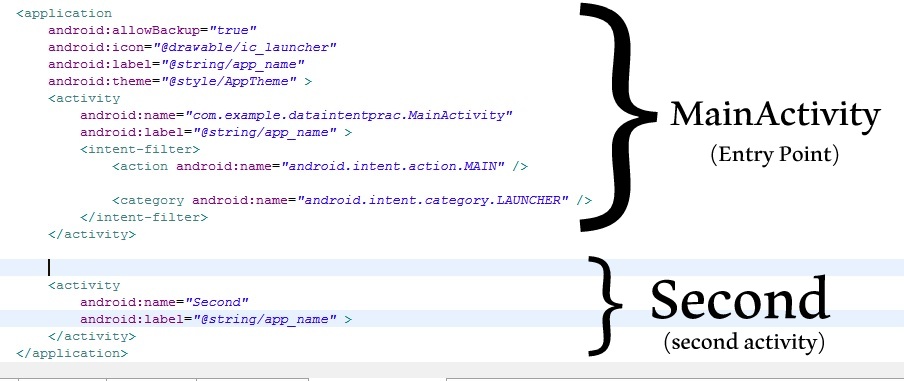 <application
android:allowBackup="true"
android:icon="@drawable/ic_launcher"
android:label="@string/app_name"
android:theme="@style/AppTheme" >
<activity
android:name="com.example.dataintentprac.MainActivity"
android:label="@string/app_name" >
<intent-filter>
<action android:name="android.intent.action.MAIN" />
<category android:name="android.intent.category.LAUNCHER" />
</intent-filter>
</activity>
<activity
android:name="Second"
android:label="@string/app_name" >
</activity>
</application>
MainActivity
(Entry Point)
Second
(second activity)